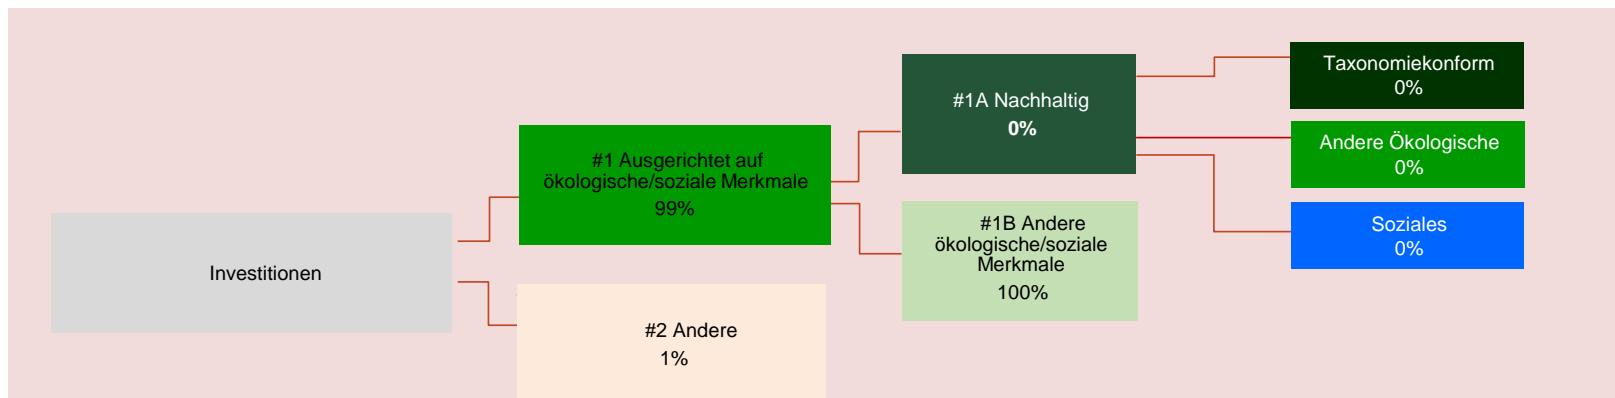 Investitionen
#1 Ausgerichtet auf
ökologische/soziale Merkmale
99%
#2 Andere
1%
#1A Nachhaltig
0%
#1B Andere
ökologische/soziale
Merkmale
100%
Taxonomiekonform
0%
Andere Ökologische
0%
Soziales
0%